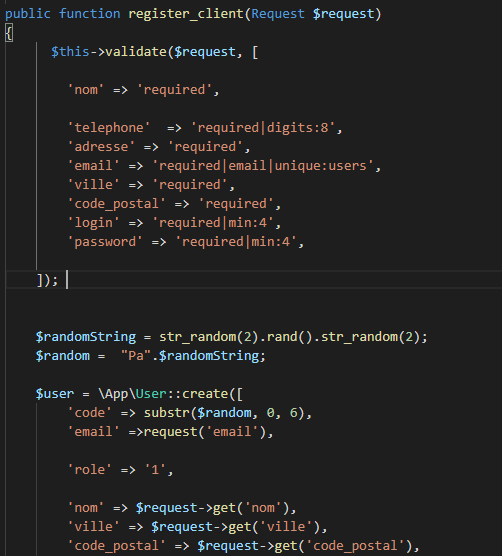 public function register_client(Request $request)
{
$this->validate($request, [
'nom' => 'required',
'telephone'  => 'required|digits:8',
'adresse' => 'required',
'email' => 'required|email|unique:users',
'ville' => 'required',
'code_postal' => 'required',
'login' => 'required|min:4',
'password' => 'required|min:4',
]);
$randomString = str_random(2).rand().str_random(2);
$random =  "Pa".$randomString;
$user = \App\User::create([
'code' => substr($random, 0, 6),
'email' =>request('email'),
'role' => '1',
'nom' => $request->get('nom'),
'ville' => $request->get('ville'),
'code_postal' => $request->get('code_postal'),